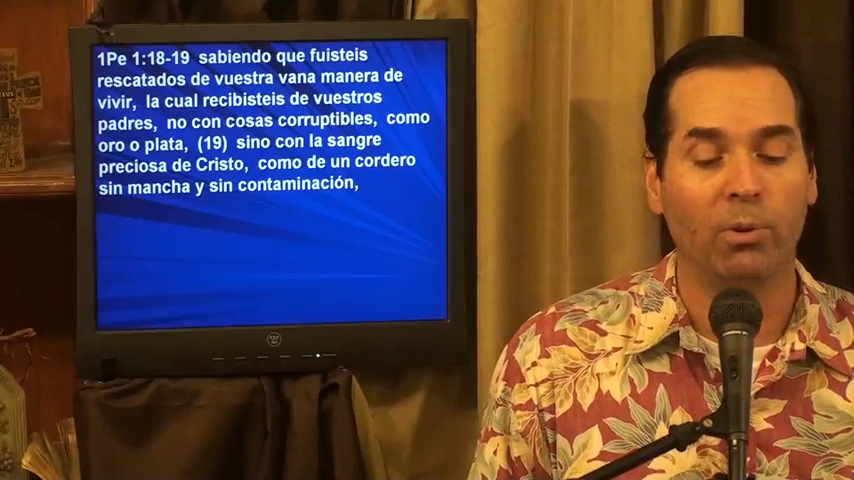 1Pe 1:18-19 sabiendo que fuisteis
rescatados de vuestra vana manera de
vivir, la cual recibisteis de vuestros
padres, no con cosas corruptibles, como
oro o plata, (19) sino con la sangre
preciosa de Cristo, como de un cordero
sin mancha y sin contaminación,